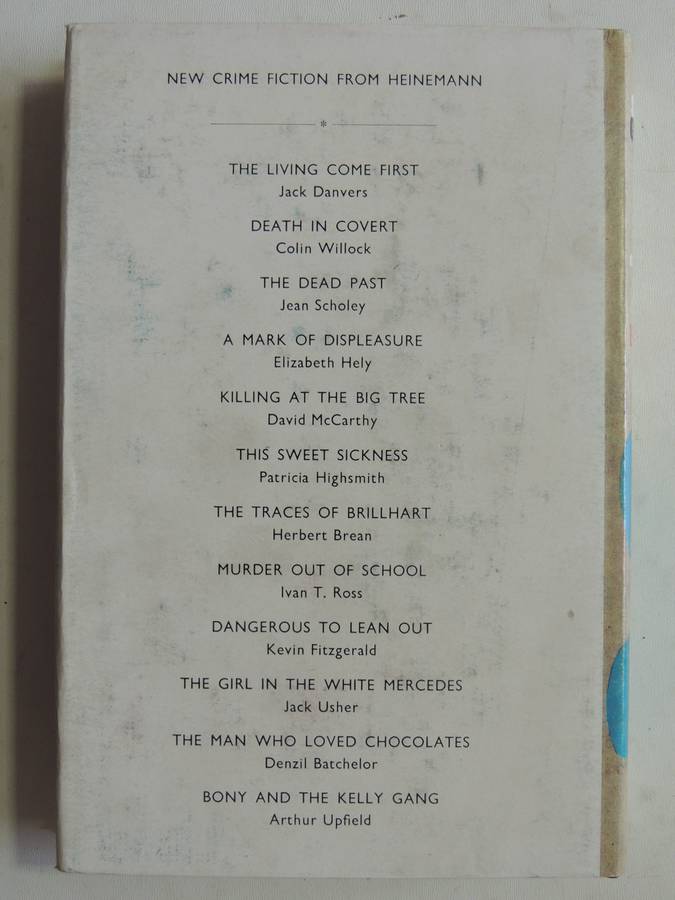 NEW CRIME FICTION FROM HEINEMANN
*
THE LIVING COME FIRST
Jack Danvers
DEATH IN COVERT
Colin Willock
THE DEAD PAST
Jean Scholey
A MARK OF DISPLEASURE
Elizabeth Hely
KILLING AT THE BIG TREE
David McCarthy
THIS SWEET SICKNESS
Patricia Highsmith
THE TRACES OF BRILLHART
Herbert Brean
MURDER OUT OF SCHOOL
Ivan T. Ross
DANGEROUS TO LEAN OUT
Kevin Fitzgerald
THE GIRL IN THE WHITE MERCEDES
Jack Usher
THE MAN WHO LOVED CHOCOLATES
Denzil Batchelor
BONY AND THE KELLY GANG
Arthur Upfield